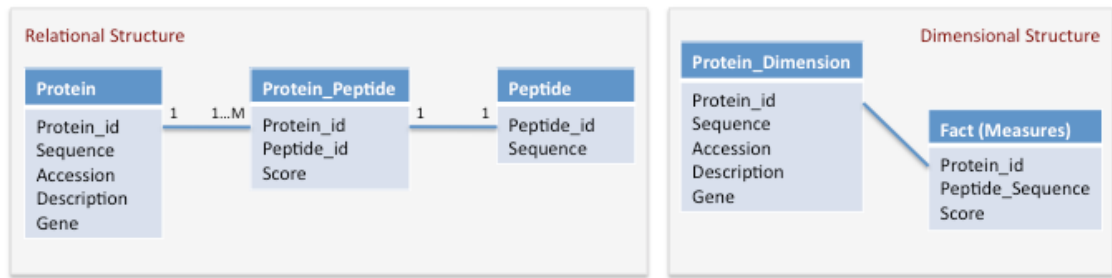 Relational Structure
Protein
Protein_id
Sequence
Accession
Description
Gene
1
1...M
Protein_Peptide
Protein_id
Peptide_id
Score
1
1
Peptide
Peptide_id
Sequence
Dimensional Structure
Protein_Dimension
Protein_id
Sequence
Accession
Description
Gene
Fact (Measures)
Protein_id
Peptide_Sequence
Score